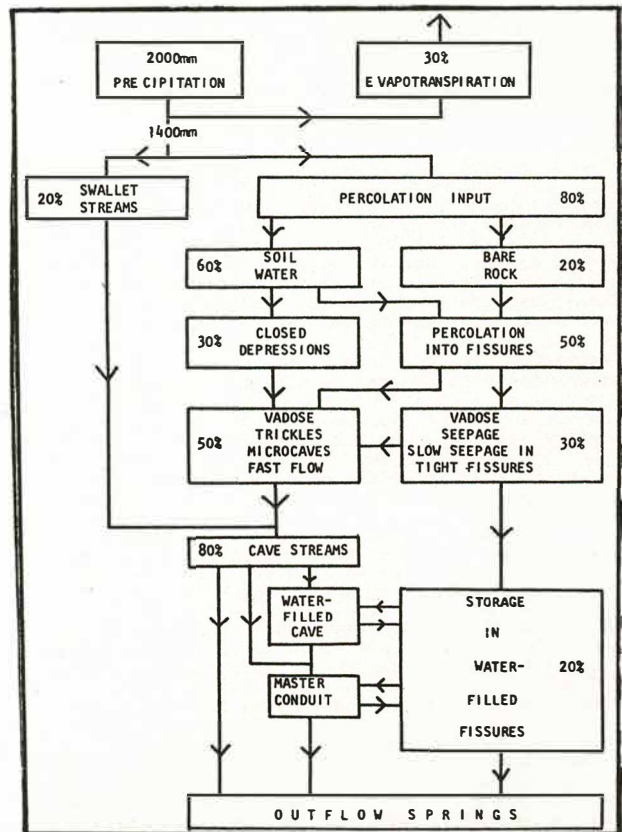 2000mm
PRECIPITATION
30%
EVAPOTRANSPIRATION
1400mm
20% SWALLET
STREAMS
PERCOLATION INPUT 80%
60% SOIL
WATER
BARE
ROCK 20%
30% CLOSED
DEPRESSIONS
PERCOLATION
INTO FISSURES 50%
VADOSE
TRICKLES
50% MICROCAVES
FAST FLOW
VADOSE
SEEPAGE 30%
SLOW SEEPAGE IN
TIGHT FISSURES
80% CAVE STREAMS
WATER-
FILLED
CAVE
MASTER
CONDUIT
STORAGE
IN
WATER- 20%
FILLED
FISSURES
OUTFLOW SPRINGS